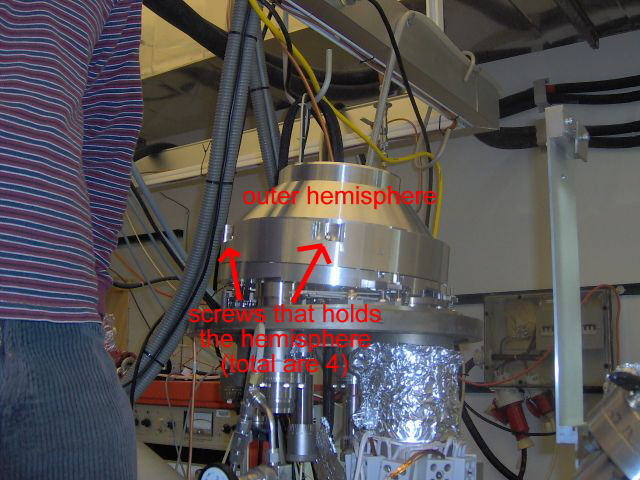 outer hemisphere
screws that holds
the hemisphere
(total are 4)